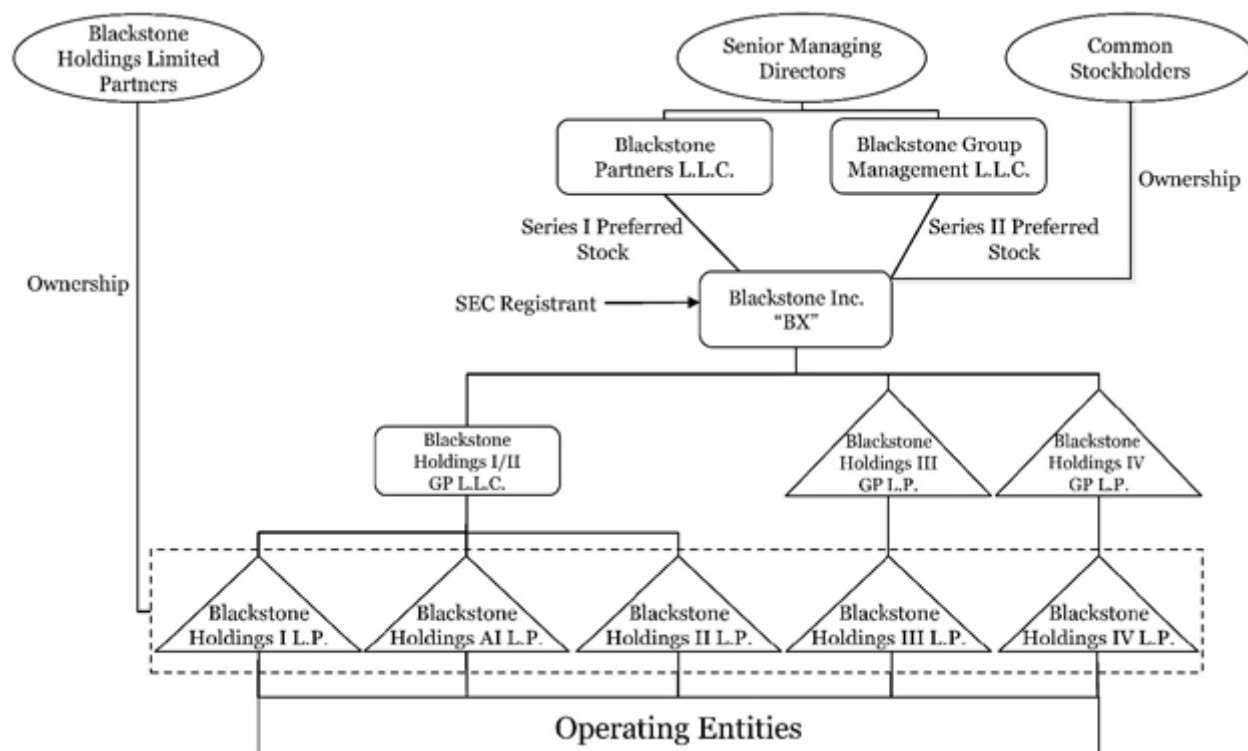 Blackstone
Holdings Limited
Partners
Senior Managing
Directors
Common
Stockholders
Blackstone
Partners L.L.C.
Blackstone Group
Management L.L.C.
Ownership
Series I Preferred
Stock
Series II Preferred
Stock
Ownership
SEC Registrant
Blackstone Inc.
“BX”
Blackstone
Holdings I/II
GP L.L.C.
Blackstone
Holdings III
GP L.P.
Blackstone
Holdings IV
GP L.P.
Blackstone
Holdings I L.P.
Blackstone
Holdings AI L.P.
Blackstone
Holdings II L.P.
Blackstone
Holdings III L.P.
Blackstone
Holdings IV L.P.
Operating Entities